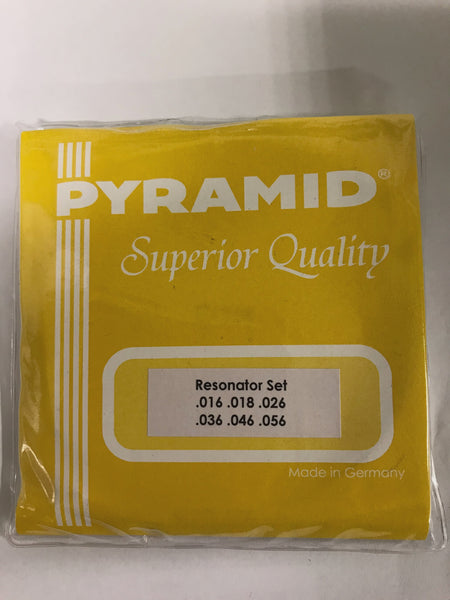 PYRAMID®
Superior Quality
Resonator Set
.016 .018 .026
.036 .046 .056
Made in Germany